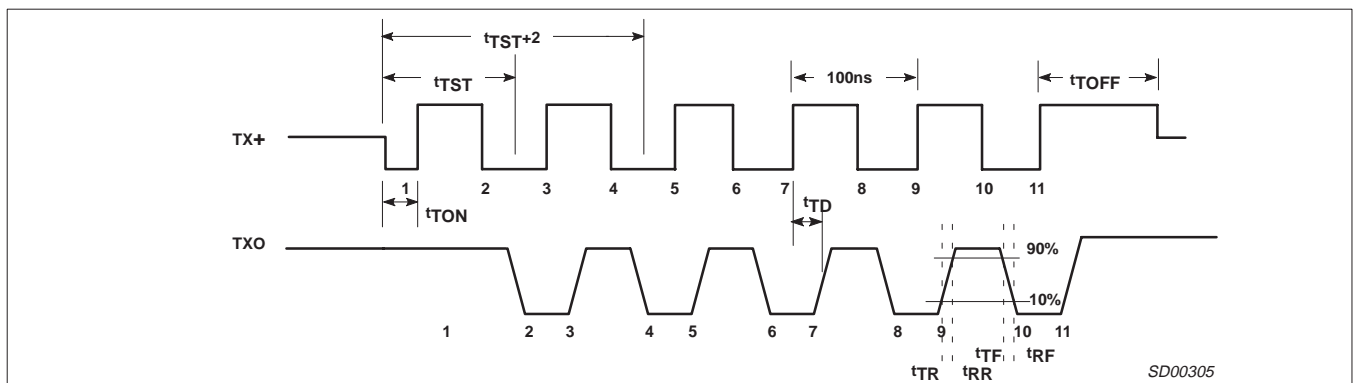 tTST+2
tTST
100ns
tTOFF
TX+
1 2 3 4 5 6 7 8 9 10 11
tTON
tTD
TXO
90%
10%
1 2 3 4 5 6 7 8 9 10 11
tTF tRF
tTR tRR
SD00305